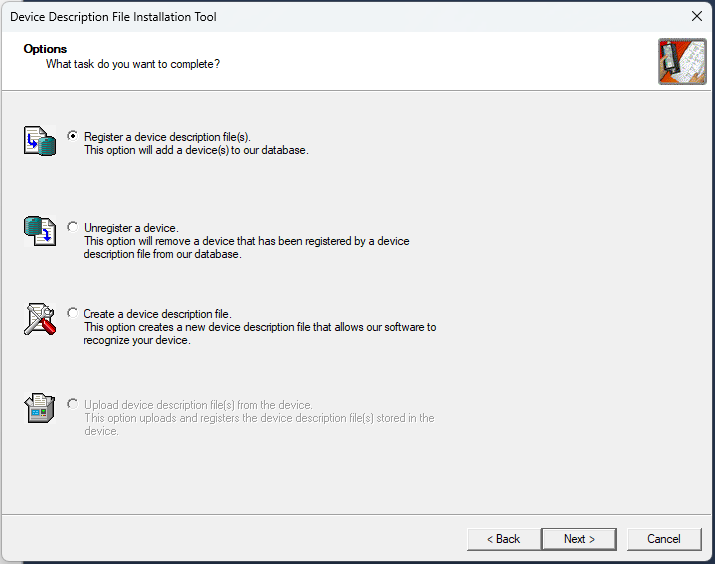 Device Description File Installation Tool
Options
What task do you want to complete?
Register a device description file(s).
This option will add a device(s) to our database.
Unregister a device.
This option will remove a device that has been registered by a device
description file from our database.
Create a device description file.
This option creates a new device description file that allows our software to
recognize your device.
Upload device description file(s) from the device.
This option uploads and registers the device description file(s) stored in the
device.
< Back
Next >
Cancel